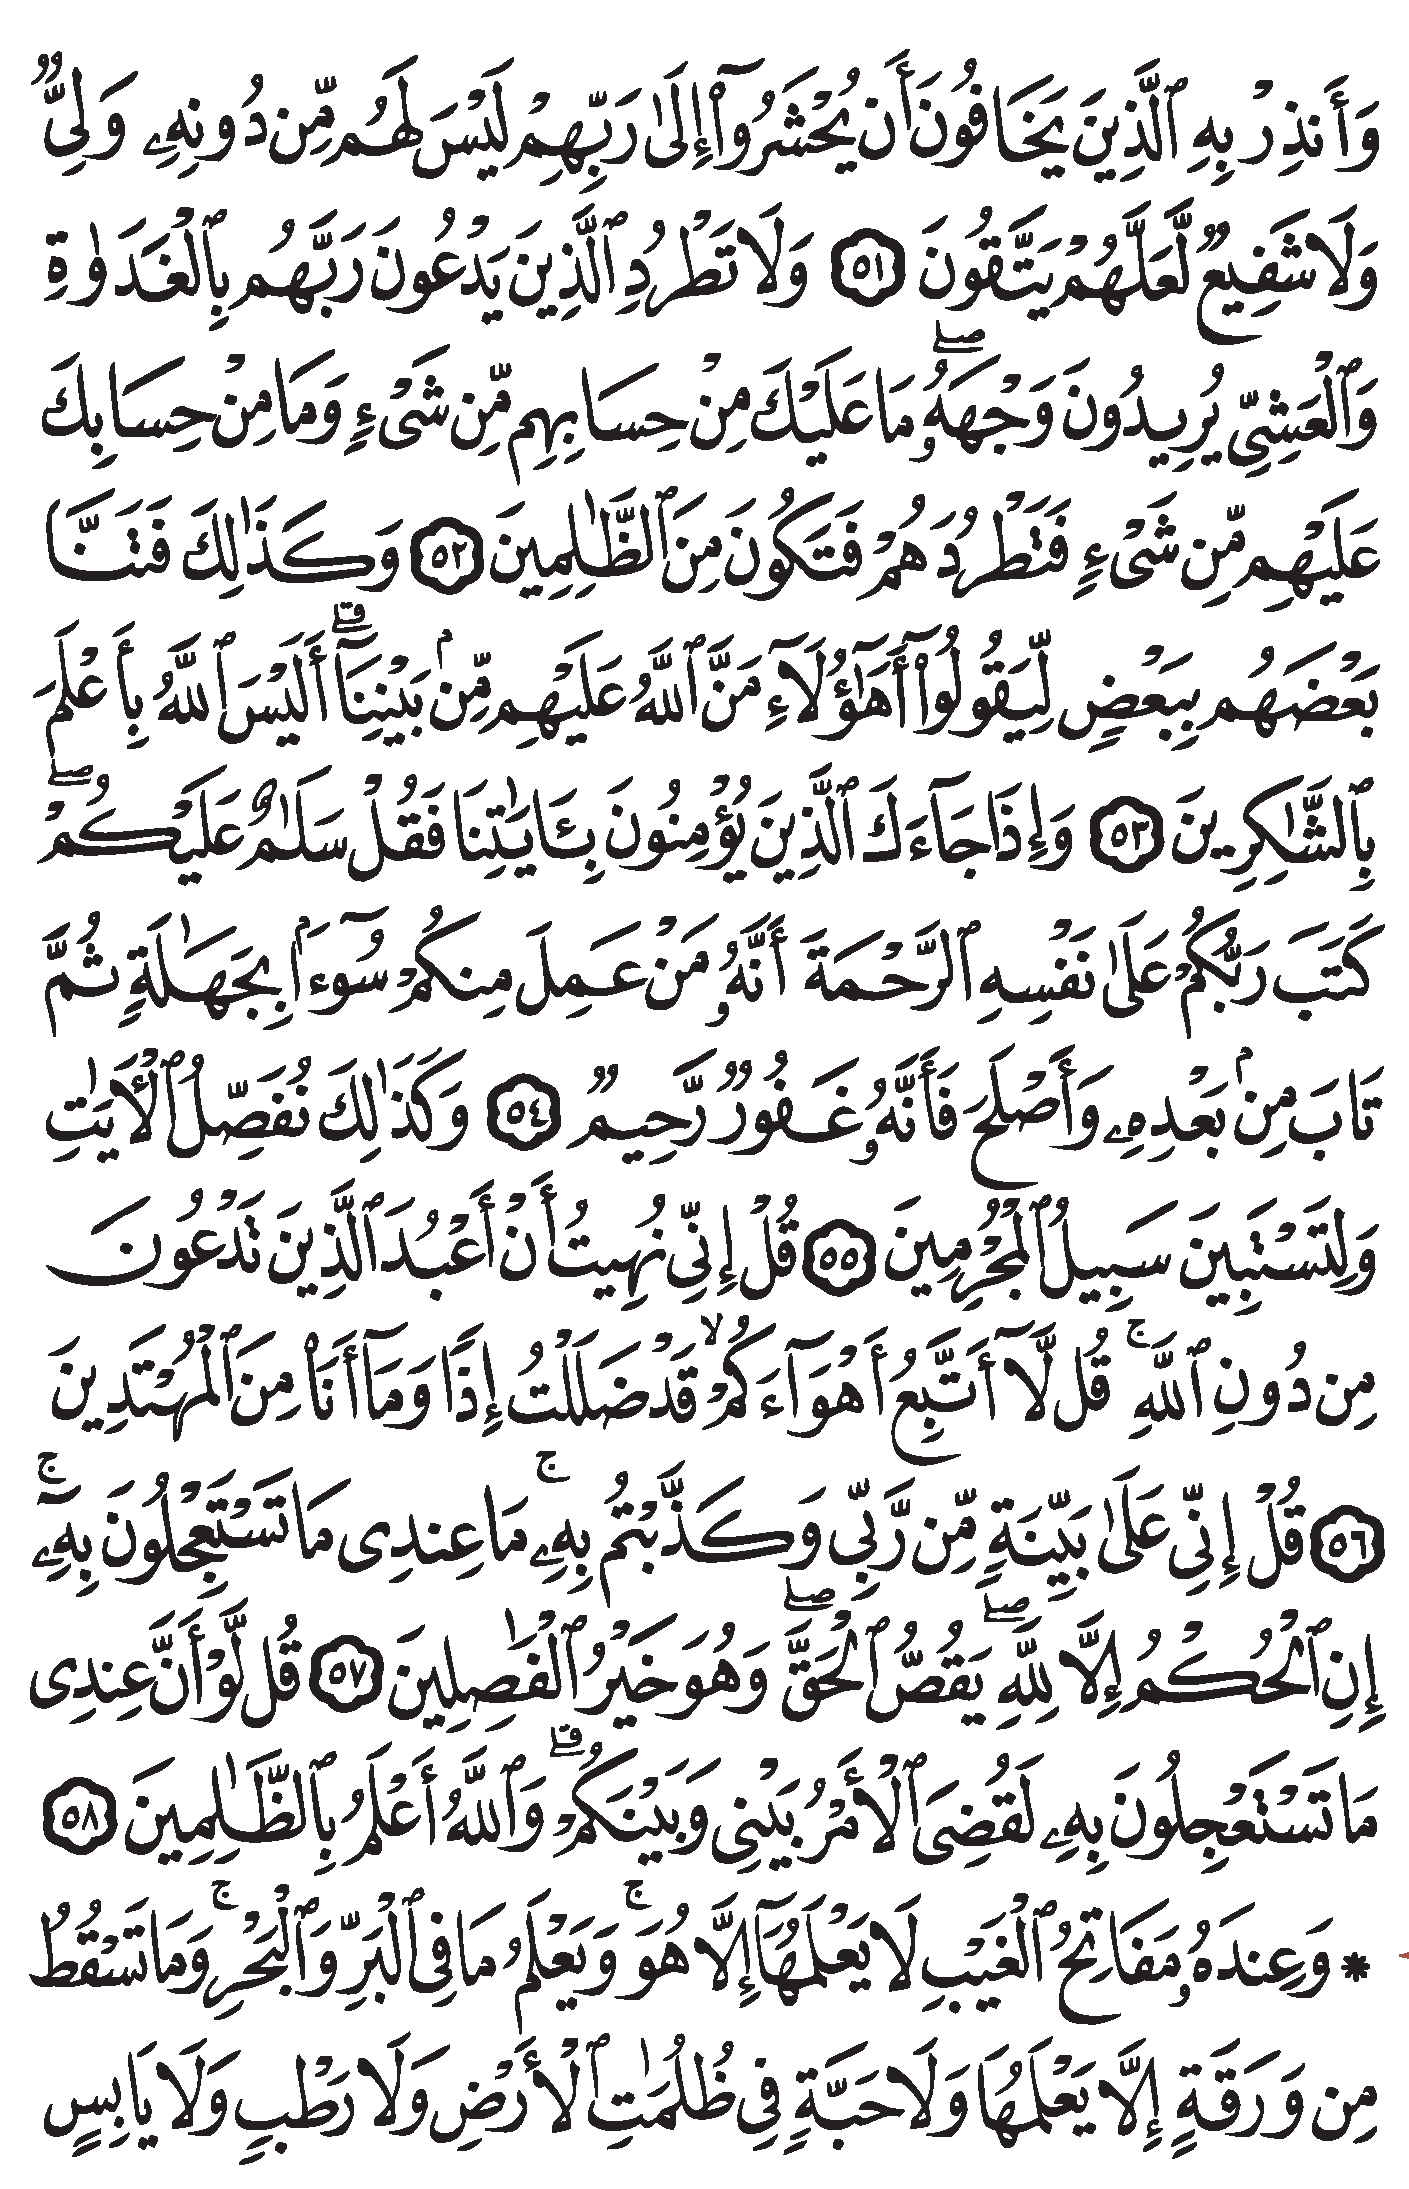 وَأَنذِرْ بِهِ ٱلَّذِينَ يَخَافُونَ أَن يُحْشَرُوٓا۟ إِلَىٰ رَبِّهِمْ لَيْسَ لَهُم مِّن دُونِهِۦ وَلِىٌّ
وَلَا شَفِيعٌ لَّعَلَّهُمْ يَتَّقُونَ ٥١ وَلَا تَطْرُدِ ٱلَّذِينَ يَدْعُونَ رَبَّهُم بِٱلْغَدَوٰةِ
وَٱلْعَشِىِّ يُرِيدُونَ وَجْهَهُۥ ۖ مَا عَلَيْكَ مِنْ حِسَابِهِم مِّن شَىْءٍ وَمَا مِنْ حِسَابِكَ
عَلَيْهِم مِّن شَىْءٍ فَتَطْرُدَهُمْ فَتَكُونَ مِنَ ٱلظَّٰلِمِينَ ٥٢ وَكَذَٰلِكَ فَتَنَّا
بَعْضَهُم بِبَعْضٍ لِّيَقُولُوٓا۟ أَهَٰٓؤُلَآءِ مَنَّ ٱللَّهُ عَلَيْهِم مِّنۢ بَيْنِنَآ ۗ أَلَيْسَ ٱللَّهُ بِأَعْلَمَ
بِٱلشَّٰكِرِينَ ٥٣ وَإِذَا جَآءَكَ ٱلَّذِينَ يُؤْمِنُونَ بِـَٔايَٰتِنَا فَقُلْ سَلَٰمٌ عَلَيْكُمْ ۖ
كَتَبَ رَبُّكُمْ عَلَىٰ نَفْسِهِ ٱلرَّحْمَةَ أَنَّهُۥ مَنْ عَمِلَ مِنكُمْ سُوٓءًۢا بِجَهَٰلَةٍ ثُمَّ
تَابَ مِنۢ بَعْدِهِۦ وَأَصْلَحَ فَأَنَّهُۥ غَفُورٌ رَّحِيمٌ ٥٤ وَكَذَٰلِكَ نُفَصِّلُ ٱلْـَٔايَٰتِ
وَلِتَسْتَبِينَ سَبِيلُ ٱلْمُجْرِمِينَ ٥٥ قُلْ إِنِّى نُهِيتُ أَنْ أَعْبُدَ ٱلَّذِينَ تَدْعُونَ
مِن دُونِ ٱللَّهِ ۚ قُل لَّآ أَتَّبِعُ أَهْوَآءَكُمْ ۙ قَدْ ضَلَلْتُ إِذًا وَمَآ أَنَا۠ مِنَ ٱلْمُهْتَدِينَ
٥٦ قُلْ إِنِّى عَلَىٰ بَيِّنَةٍ مِّن رَّبِّى وَكَذَّبْتُم بِهِۦ ۚ مَا عِندِى مَا تَسْتَعْجِلُونَ بِهِۦٓ ۚ
إِنِ ٱلْحُكْمُ إِلَّا لِلَّهِ ۖ يَقُصُّ ٱلْحَقَّ ۖ وَهُوَ خَيْرُ ٱلْفَٰصِلِينَ ٥٧ قُل لَّوْ أَنَّ عِندِى
مَا تَسْتَعْجِلُونَ بِهِۦ لَقُضِىَ ٱلْأَمْرُ بَيْنِى وَبَيْنَكُمْ ۗ وَٱللَّهُ أَعْلَمُ بِٱلظَّٰلِمِينَ ٥٨
* وَعِندَهُۥ مَفَاتِحُ ٱلْغَيْبِ لَا يَعْلَمُهَآ إِلَّا هُوَ ۚ وَيَعْلَمُ مَا فِى ٱلْبَرِّ وَٱلْبَحْرِ ۚ وَمَا تَسْقُطُ
مِن وَرَقَةٍ إِلَّا يَعْلَمُهَا وَلَا حَبَّةٍ فِى ظُلُمَٰتِ ٱلْأَرْضِ وَلَا رَطْبٍ وَلَا يَابِسٍ